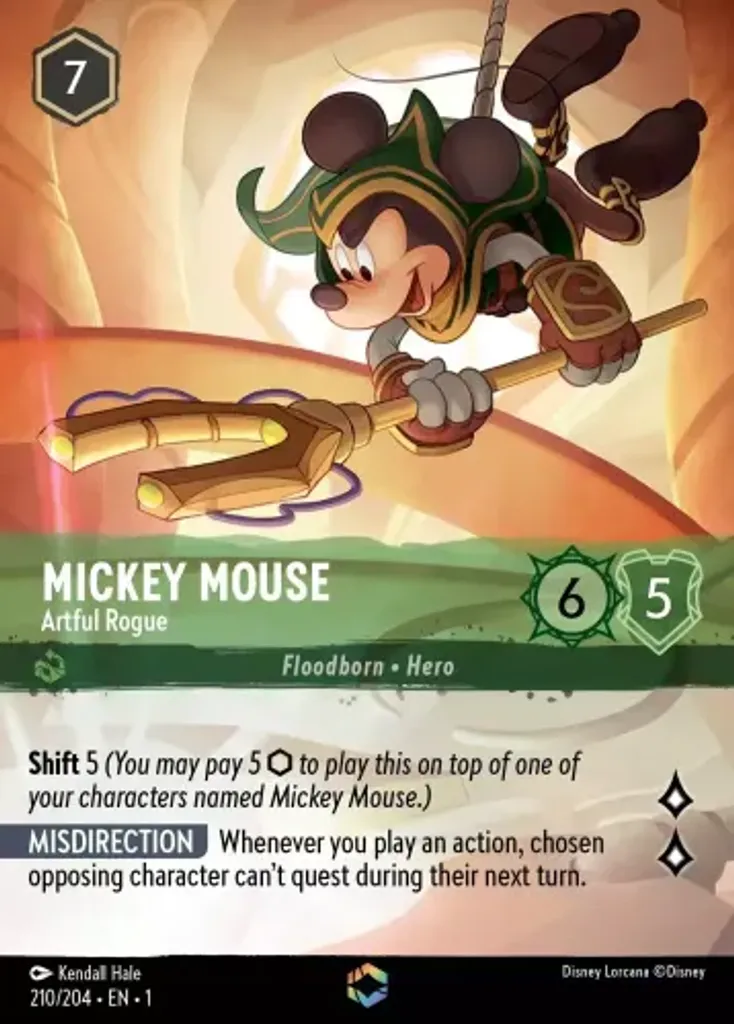 7
MICKEY MOUSE
Artful Rogue
6
5
Floodborn • Hero
Shift 5 (You may pay 5 ⬡ to play this on top of one of
your characters named Mickey Mouse.)
MISDIRECTION Whenever you play an action, chosen
opposing character can't quest during their next turn.
Kendall Hale
Disney Lorcana ©Disney
210/204 • EN • 1